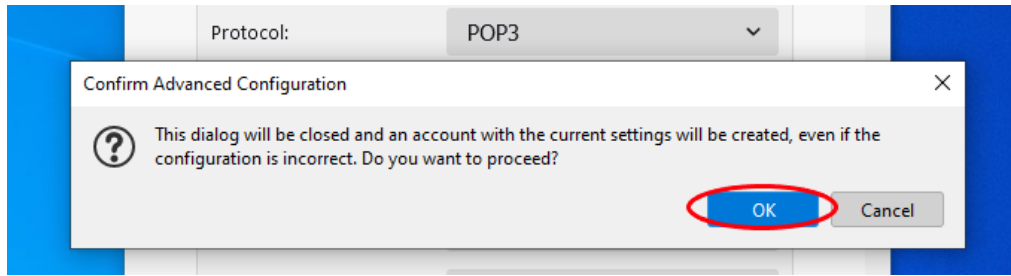 Protocol: POP3
Confirm Advanced Configuration
This dialog will be closed and an account with the current settings will be created, even if the
configuration is incorrect. Do you want to proceed?
OK Cancel